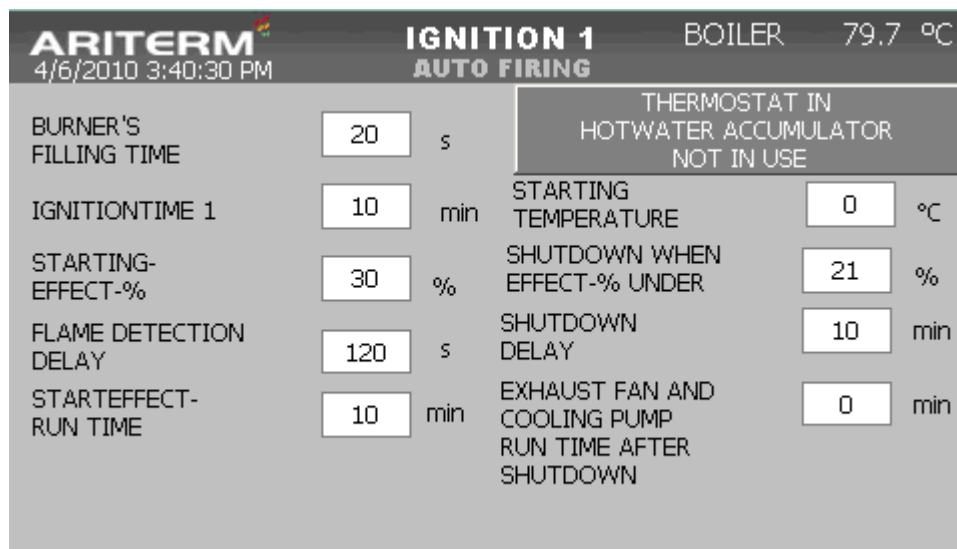 ARITERM
4/6/2010 3:40:30 PM
IGNITION 1
AUTO FIRING
BOILER 79.7 ºC
BURNER'S
FILLING TIME
20 s
IGNITIONTIME 1
10 min
STARTING-
EFFECT-%
30 %
FLAME DETECTION
DELAY
120 s
STARTEFFECT-
RUN TIME
10 min
THERMOSTAT IN
HOTWATER ACCUMULATOR
NOT IN USE
STARTING
TEMPERATURE
0 °C
SHUTDOWN WHEN
EFFECT-% UNDER
21 %
SHUTDOWN
DELAY
10 min
EXHAUST FAN AND
COOLING PUMP
RUN TIME AFTER
SHUTDOWN
0 min